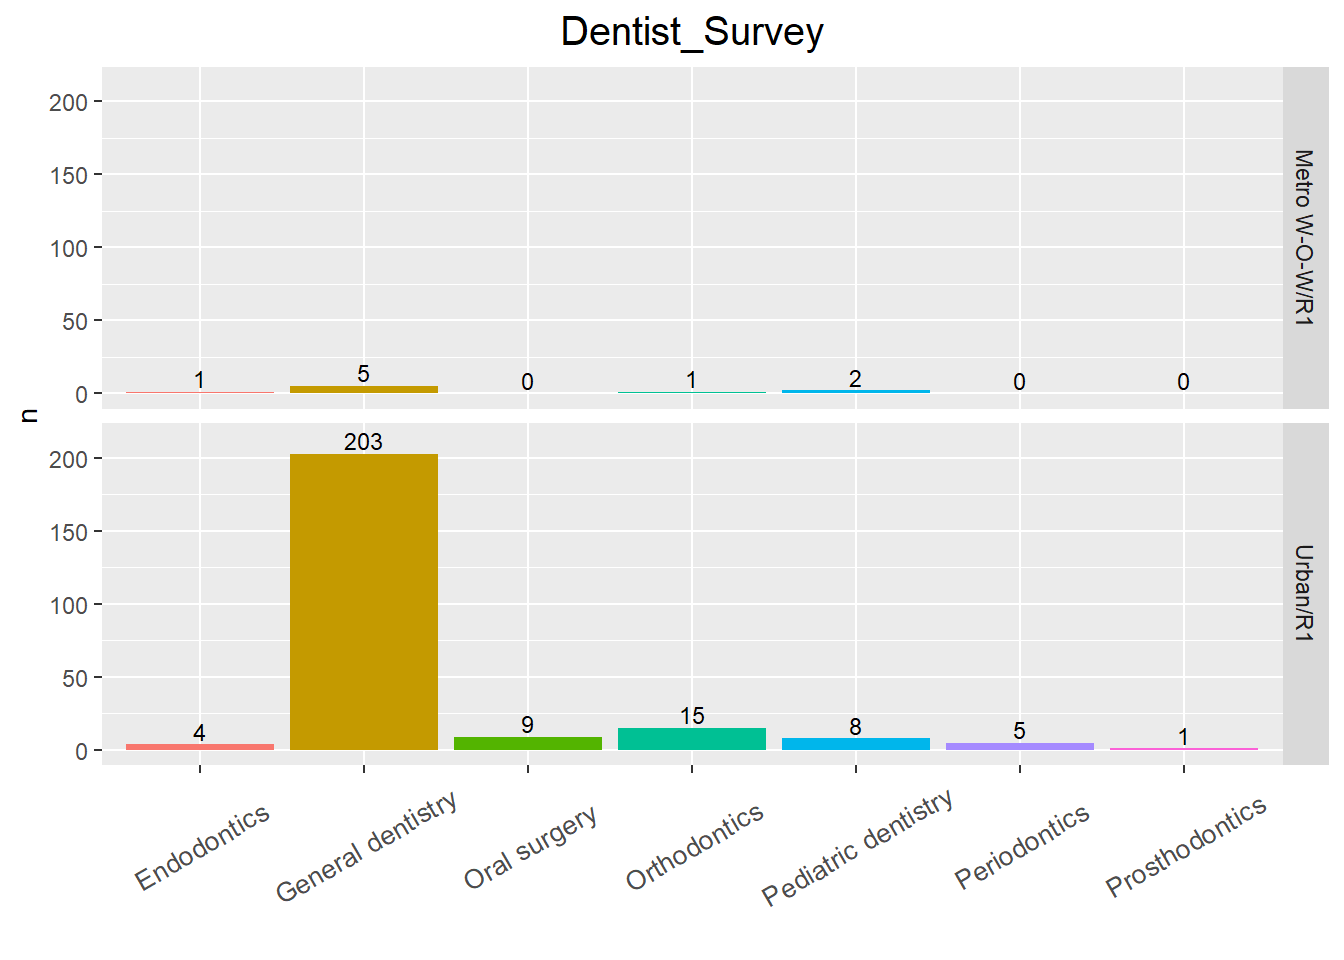 Dentist_Survey
200
150
100
50
0
1
5
0
1
2
0
0
Metro W-O-W/R1
n
200
150
100
50
0
4
203
9
15
8
5
1
Urban/R1
Endodontics
General dentistry
Oral surgery
Orthodontics
Pediatric dentistry
Periodontics
Prosthodontics